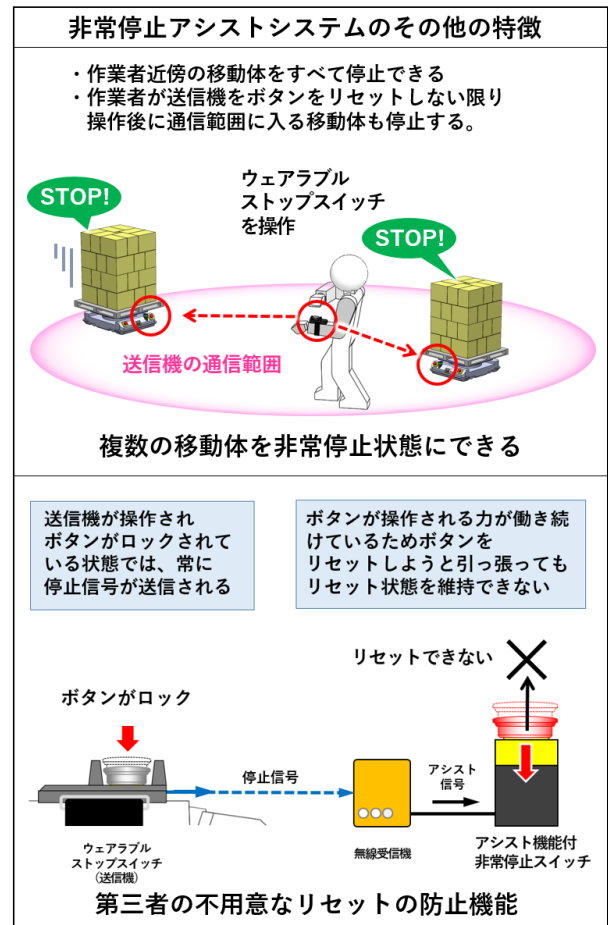 非常停止アシストシステムのその他の特徴
・作業者近傍の移動体をすべて停止できる
・作業者が送信機をボタンをリセットしない限り
操作後に通信範囲に入る移動体も停止する。
ウェアラブル
ストップスイッチ
を操作
STOP!
STOP!
送信機の通信範囲
複数の移動体を非常停止状態にできる
送信機が操作され
ボタンがロックされて
いる状態では、常に
停止信号が送信される
ボタンが操作される力が働き続
けているためボタンを
リセットしようと引っ張っても
リセット状態を維持できない
リセットできない
ボタンがロック
停止信号
アシスト
信号
ウェアラブル
ストップスイッチ
（送信機）
無線受信機
アシスト機能付
非常停止スイッチ
第三者の不用意なリセットの防止機能